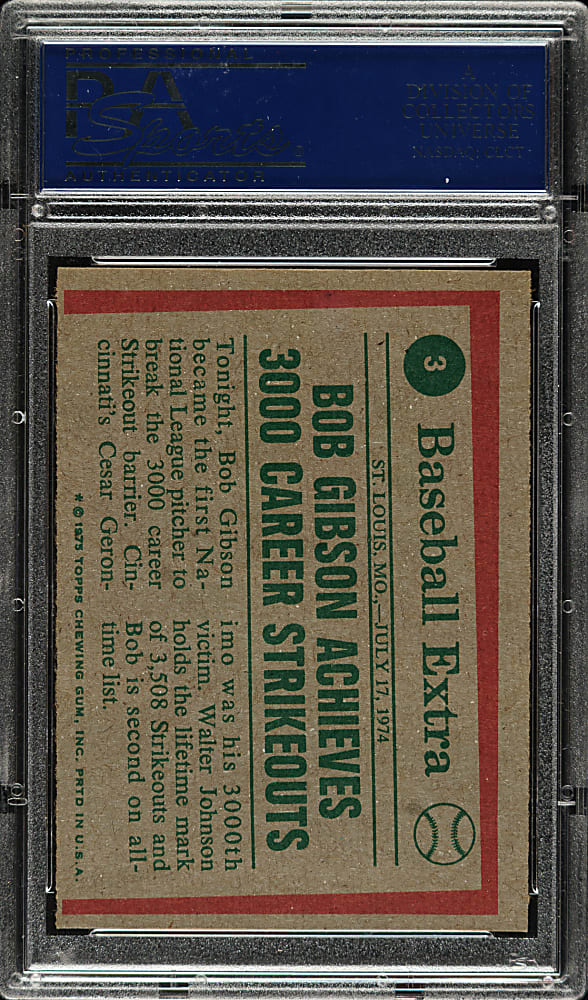 PROFESSIONAL
PSA
Sports
AUTHENTICATOR
A
DIVISION OF
COLLECTORS
UNIVERSE
NASDAQ, CLCT
3
Baseball Extra
ST. LOUIS, MO.,—JULY 17, 1974
BOB GIBSON ACHIEVES
3000 CAREER STRIKEOUTS
Tonight, Bob Gibson
became the first Na-
tional League pitcher to
break the 3000 career
Strikeout barrier. Cin-
cinnati's Cesar Geron-
imo was his 3000th
victim. Walter Johnson
holds the lifetime mark
of 3,508 Strikeouts and
Bob is second on all-
time list.
* © 1975 TOPPS CHEWING GUM, INC. PRTD IN U.S.A.